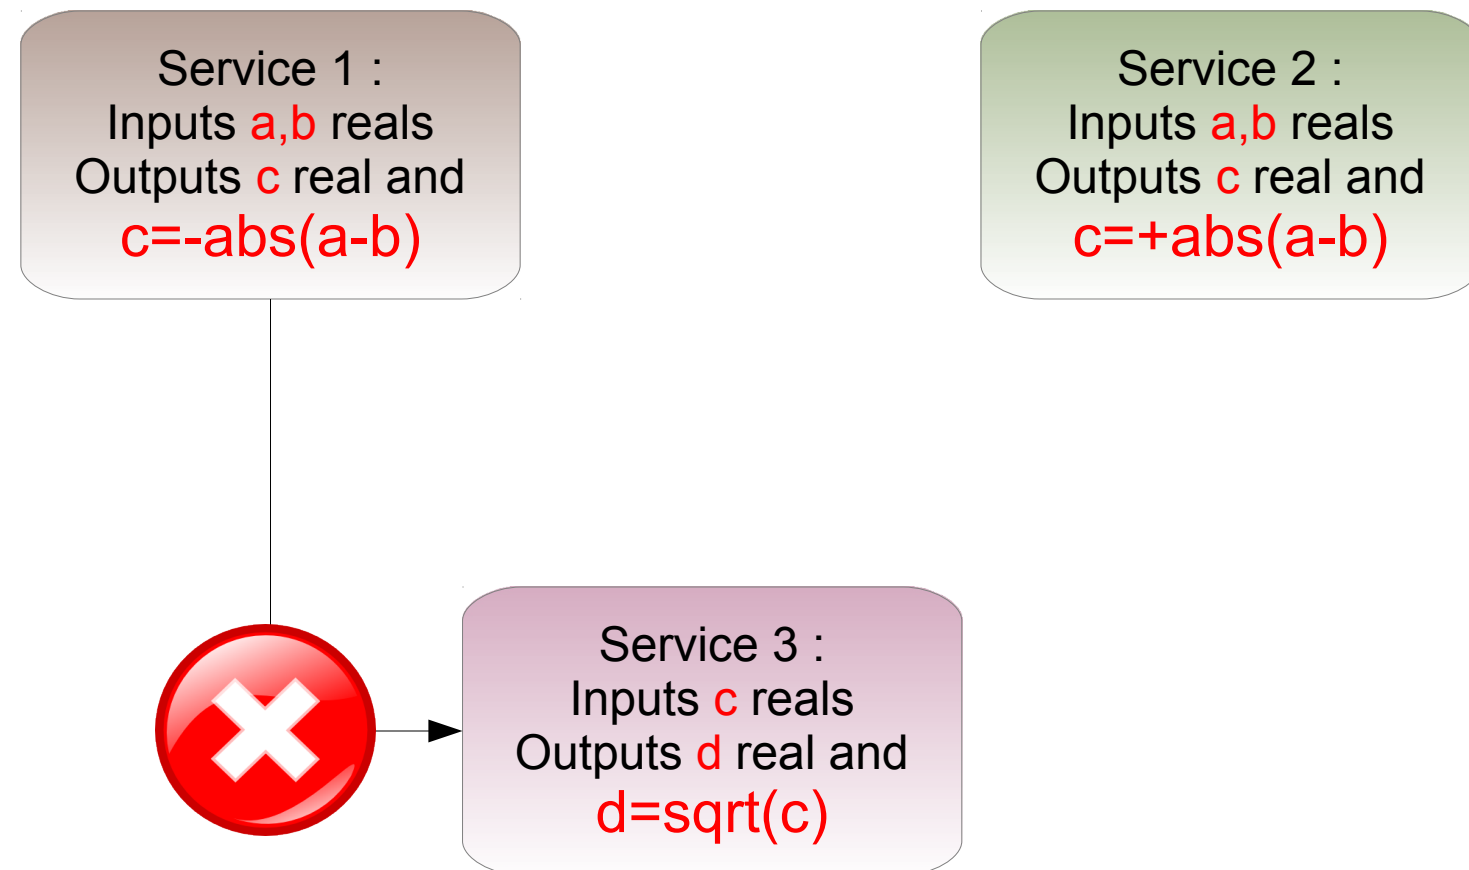 Service 1 :
Inputs a,b reals
Outputs c real and
c=-abs(a-b)
Service 2 :
Inputs a,b reals
Outputs c real and
c=+abs(a-b)
Service 3 :
Inputs c reals
Outputs d real and
d=sqrt(c)